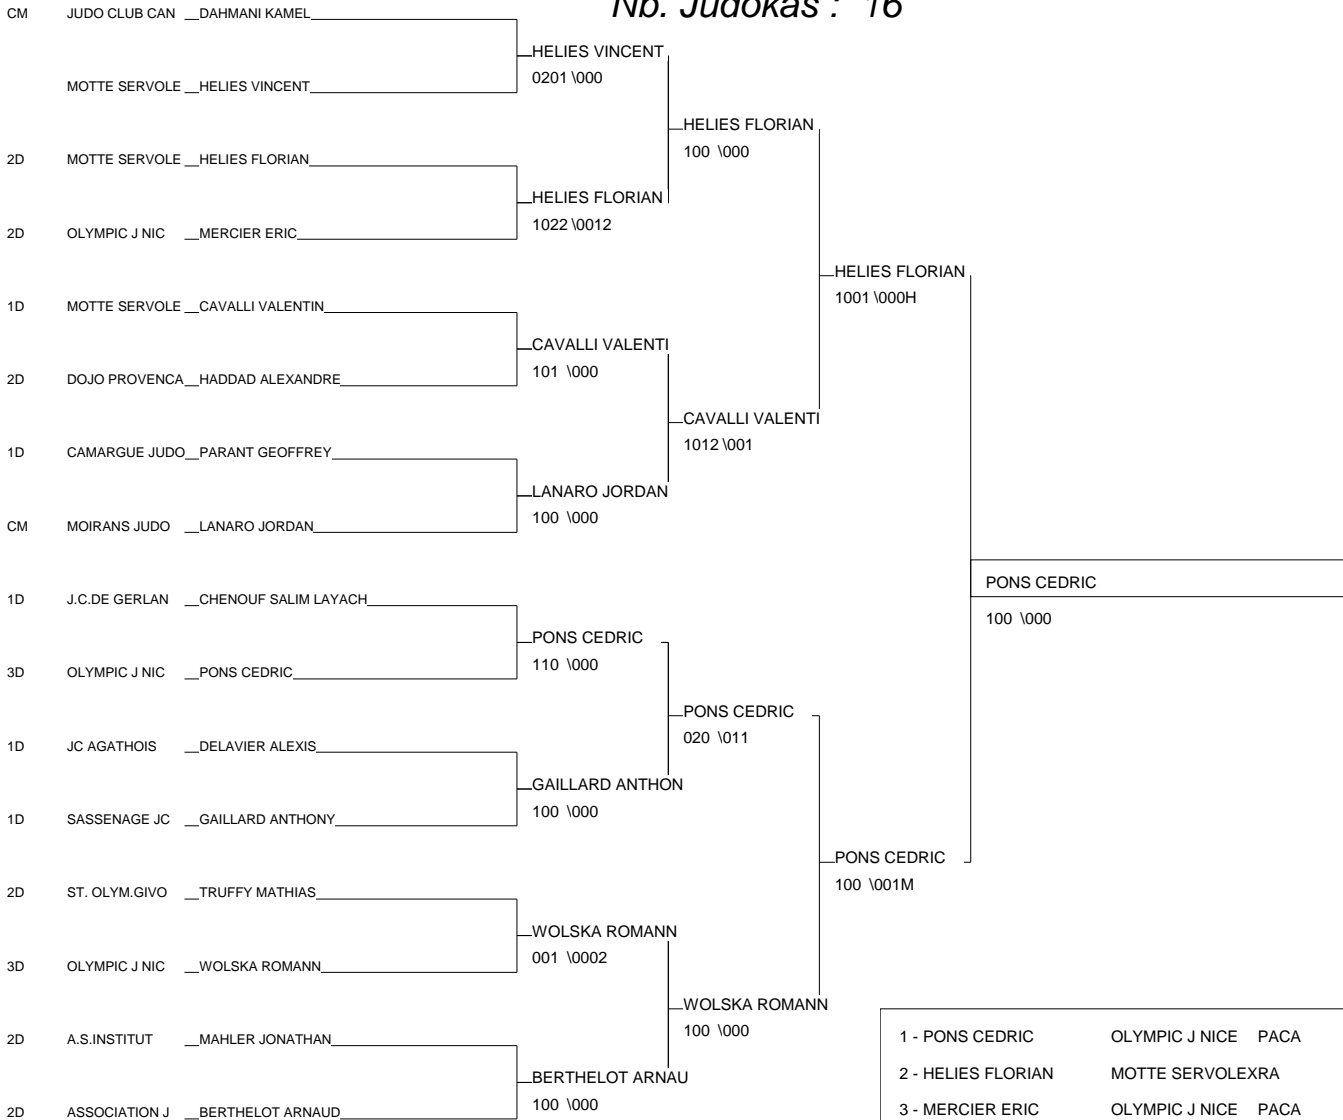 Nb. Judokas : 16
CM JUDO CLUB CAN DAHMANI KAMEL
HELIES VINCENT
0201 \000
MOTTE SERVOLE HELIES VINCENT
HELIES FLORIAN
100 \000
2D MOTTE SERVOLE HELIES FLORIAN
HELIES FLORIAN
1022 \0012
2D OLYMPIC J NIC MERCIER ERIC
HELIES FLORIAN
1001 \000H
1D MOTTE SERVOLE CAVALLI VALENTIN
CAVALLI VALENTI
101 \000
2D DOJO PROVENCA HADDAD ALEXANDRE
CAVALLI VALENTI
1012 \001
1D CAMARGUE JUDO PARANT GEOFFREY
LANARO JORDAN
100 \000
CM MOIRANS JUDO LANARO JORDAN
PONS CEDRIC
100 \000
1D J.C.DE GERLAN CHENOUF SALIM LAYACH
PONS CEDRIC
110 \000
3D OLYMPIC J NIC PONS CEDRIC
PONS CEDRIC
020 \011
1D JC AGATHOIS DELAVIER ALEXIS
GAILLARD ANTHON
100 \000
1D SASSENAGE JC GAILLARD ANTHONY
PONS CEDRIC
100 \001M
2D ST. OLYM.GIVO TRUFFY MATHIAS
WOLSKA ROMANN
001 \0002
3D OLYMPIC J NIC WOLSKA ROMANN
WOLSKA ROMANN
100 \000
2D A.S.INSTITUT MAHLER JONATHAN
BERTHELOT ARNAU
100 \000
2D ASSOCIATION J BERTHELOT ARNAUD
1 - PONS CEDRIC OLYMPIC J NICE PACA
2 - HELIES FLORIAN MOTTE SERVOLEXRA
3 - MERCIER ERIC OLYMPIC J NICE PACA